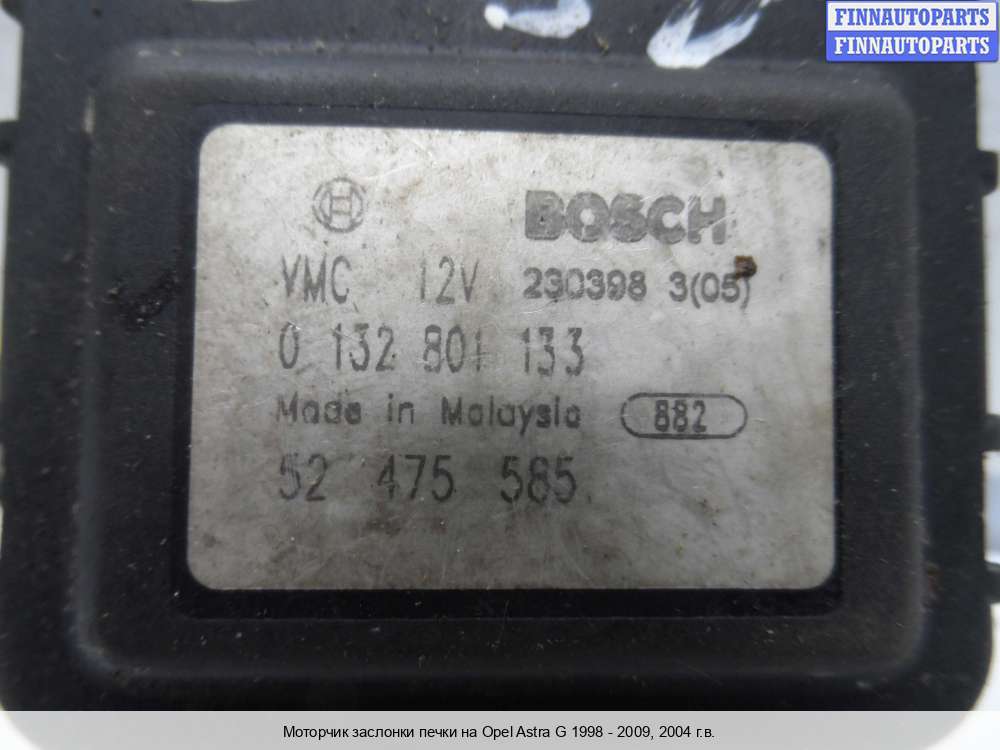 FINNAUTOPARTS
FINNAUTOPARTS
BOSCH
VMC 12V 230398 3(05)
0 132 801 133
Made in Malaysia 882
52 475 585
Моторчик заслонки печки на Opel Astra G 1998 - 2009, 2004 г.в.